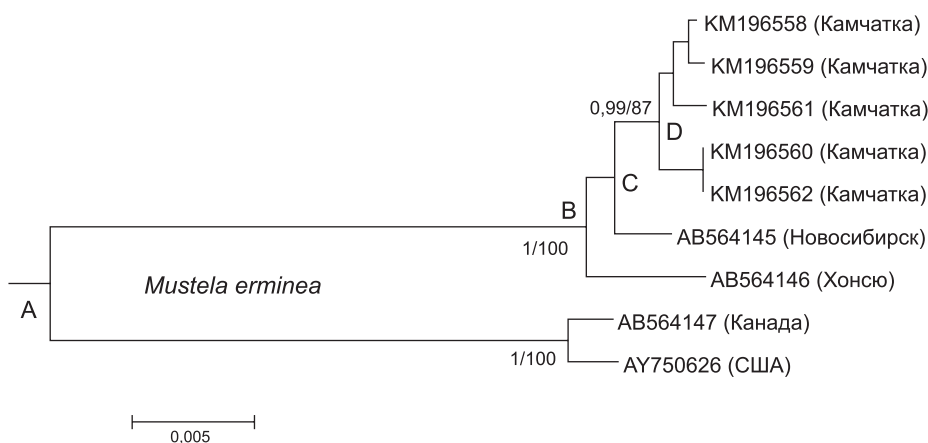 KM196558 (Камчатка)
KM196559 (Камчатка)
0,99/87
KM196561 (Камчатка)
D
KM196560 (Камчатка)
C
KM196562 (Камчатка)
B
1/100
AB564145 (Новосибирск)
Mustela erminea
AB564146 (Хонсю)
A
AB564147 (Канада)
1/100
AY750626 (США)
0,005